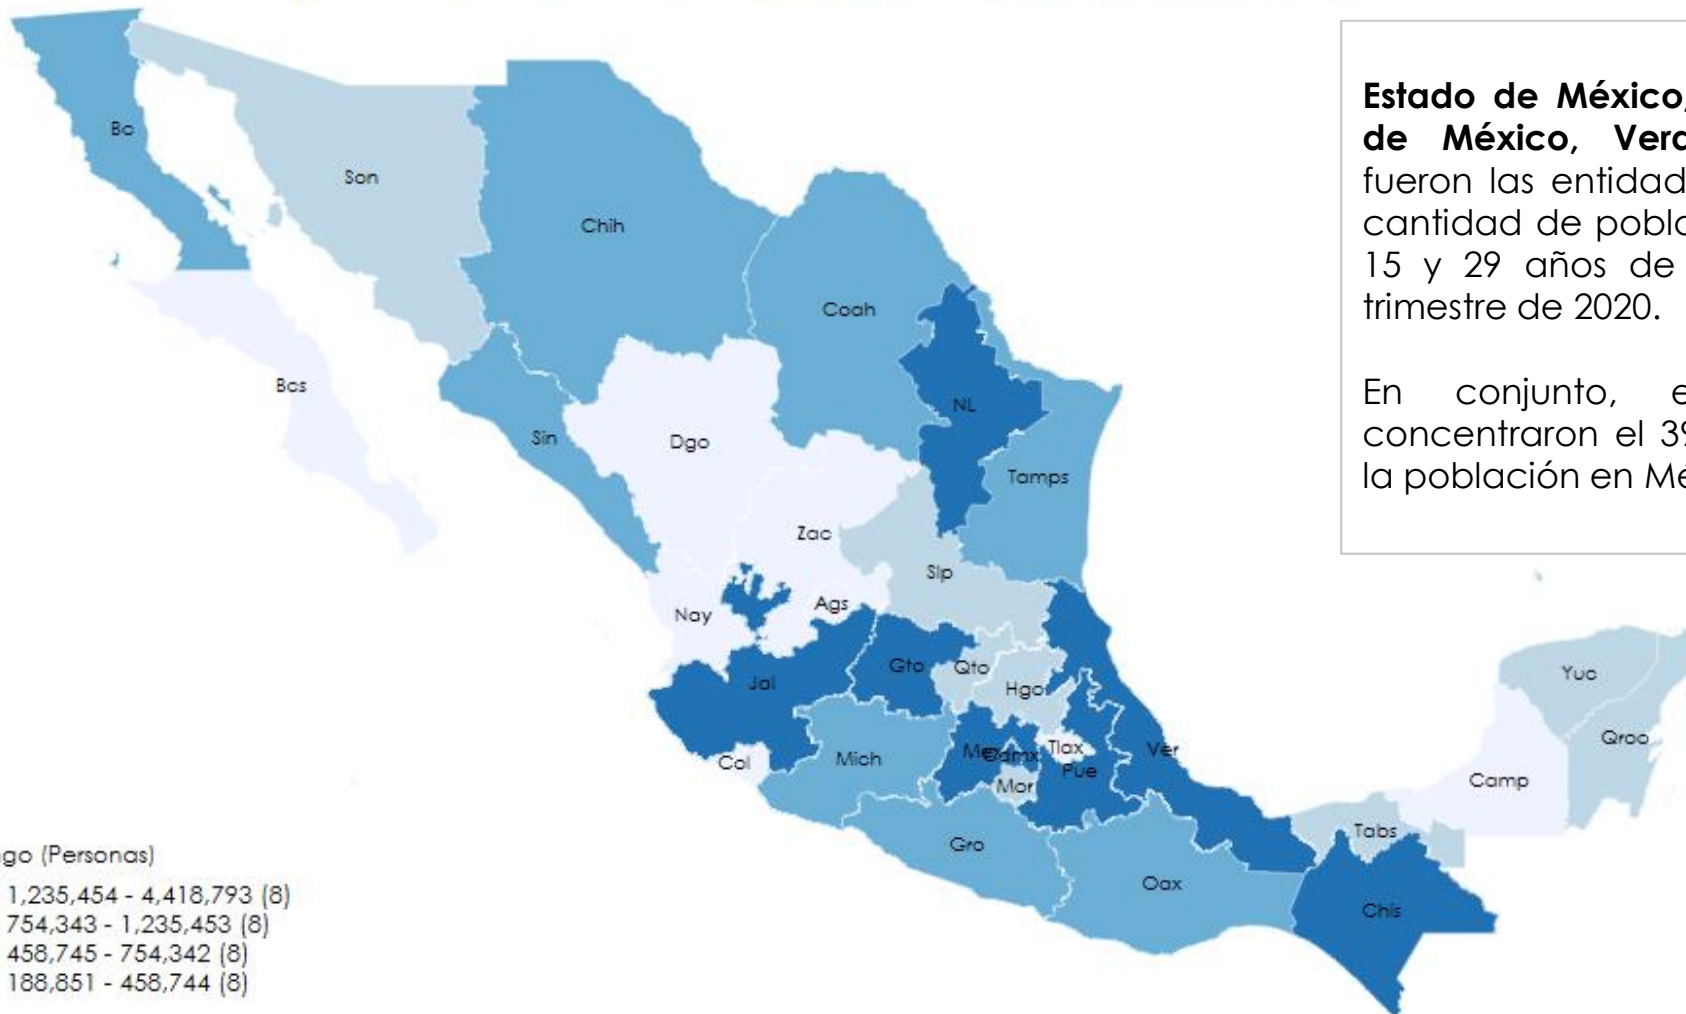 Estado de México,
de México, Vera
fueron las entidad
cantidad de pobla
15 y 29 años de
trimestre de 2020.
En conjunto, e
concentraron el 39
la población en Mé
Bc
Son
Chih
Coah
Bcs
NL
Sin
Dgo
Tamps
Zac
Slp
Nay
Ags
Gto
Qto
Hgo
Jal
Yuc
Qroo
Mex
Cdmx
Tlax
Ver
Col
Mich
Pue
Mor
Camp
Tabs
Gro
Oax
Chis
go (Personas)
1,235,454 - 4,418,793 (8)
754,343 - 1,235,453 (8)
458,745 - 754,342 (8)
188,851 - 458,744 (8)